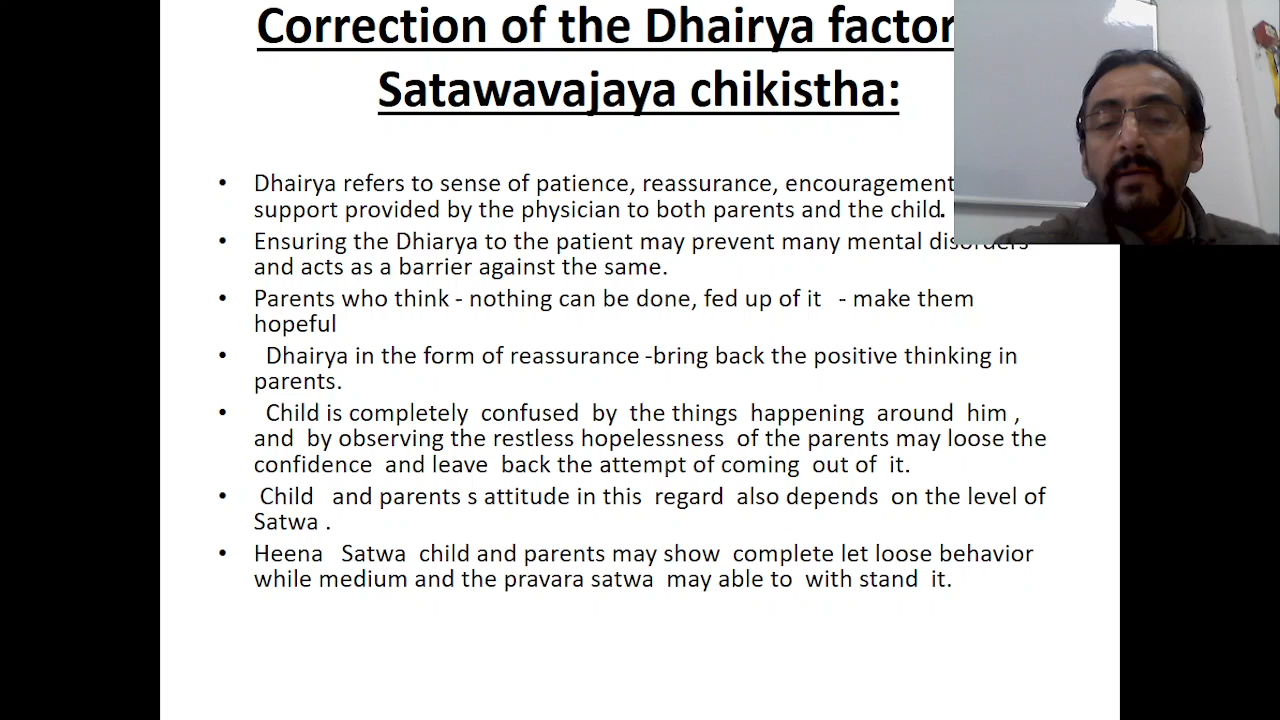 Correction of the Dhairya factor
Satawavajaya chikistha:
• Dhairya refers to sense of patience, reassurance, encouragement
support provided by the physician to both parents and the child.
• Ensuring the Dhiarya to the patient may prevent many mental disorders
and acts as a barrier against the same.
• Parents who think - nothing can be done, fed up of it - make them
hopeful
• Dhairya in the form of reassurance -bring back the positive thinking in
parents.
• Child is completely confused by the things happening around him ,
and by observing the restless hopelessness of the parents may loose the
confidence and leave back the attempt of coming out of it.
• Child and parents s attitude in this regard also depends on the level of
Satwa .
• Heena Satwa child and parents may show complete let loose behavior
while medium and the pravara satwa may able to with stand it.